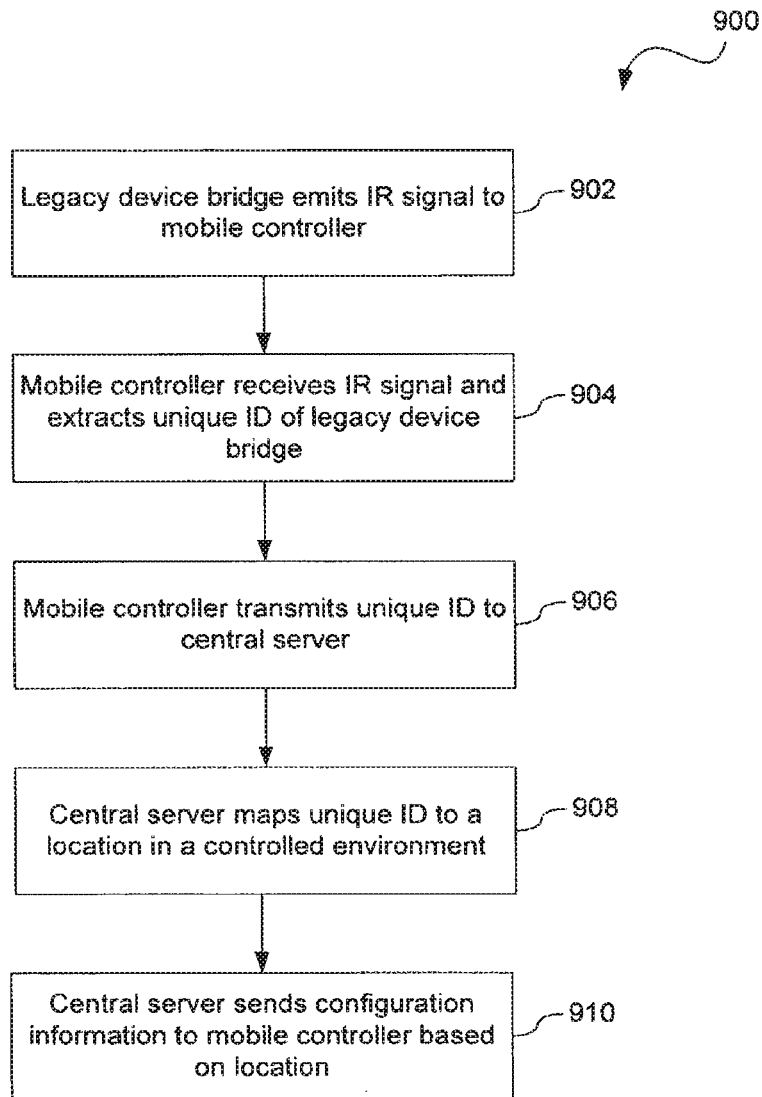 900
Legacy device bridge emits IR signal to
mobile controller
902
Mobile controller receives IR signal and
extracts unique ID of legacy device
bridge
904
Mobile controller transmits unique ID to
central server
906
Central server maps unique ID to a
location in a controlled environment
908
Central server sends configuration
information to mobile controller based
on location
910